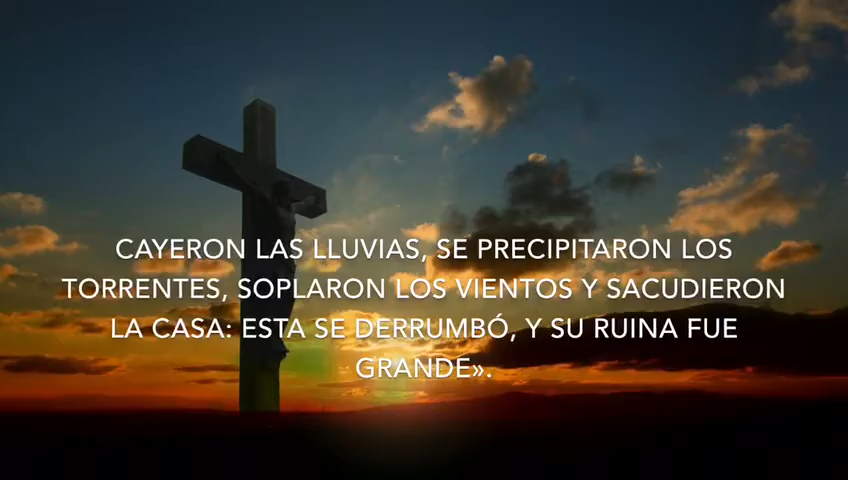 CAYERON LAS LLUVIAS, SE PRECIPITARON LOS
TORRENTES, SOPLARON LOS VIENTOS Y SACUDIERON
LA CASA: ESTA SE DERRUMBÓ, Y SU RUINA FUE
GRANDE».